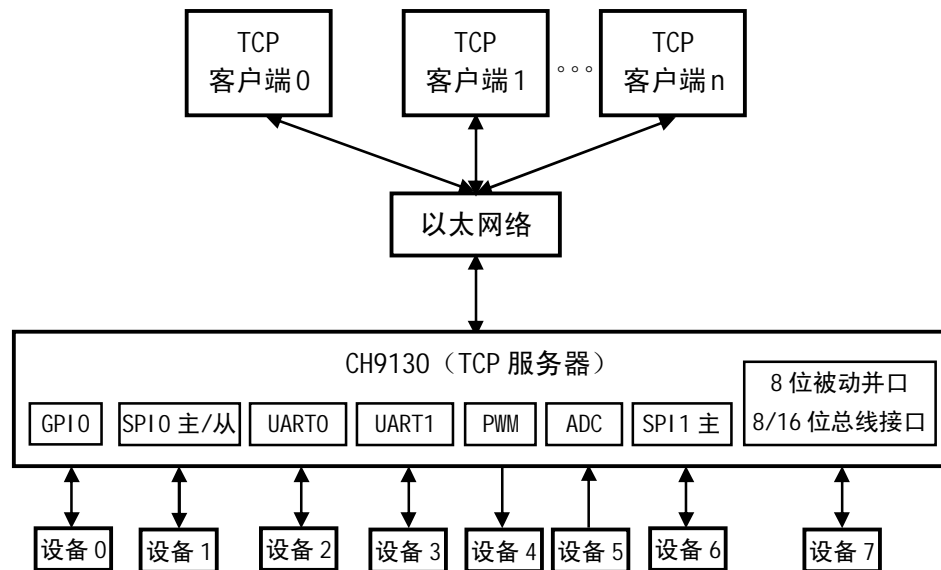 TCP
客户端0
TCP
客户端1
。。。
TCP
客户端n
以太网络
CH9130（TCP 服务器）
GPIO
SPI0 主/从
UART0
UART1
PWM
ADC
SPI1 主
8 位被动并口
8/16 位总线接口
设备 0
设备 1
设备 2
设备 3
设备 4
设备 5
设备 6
设备 7